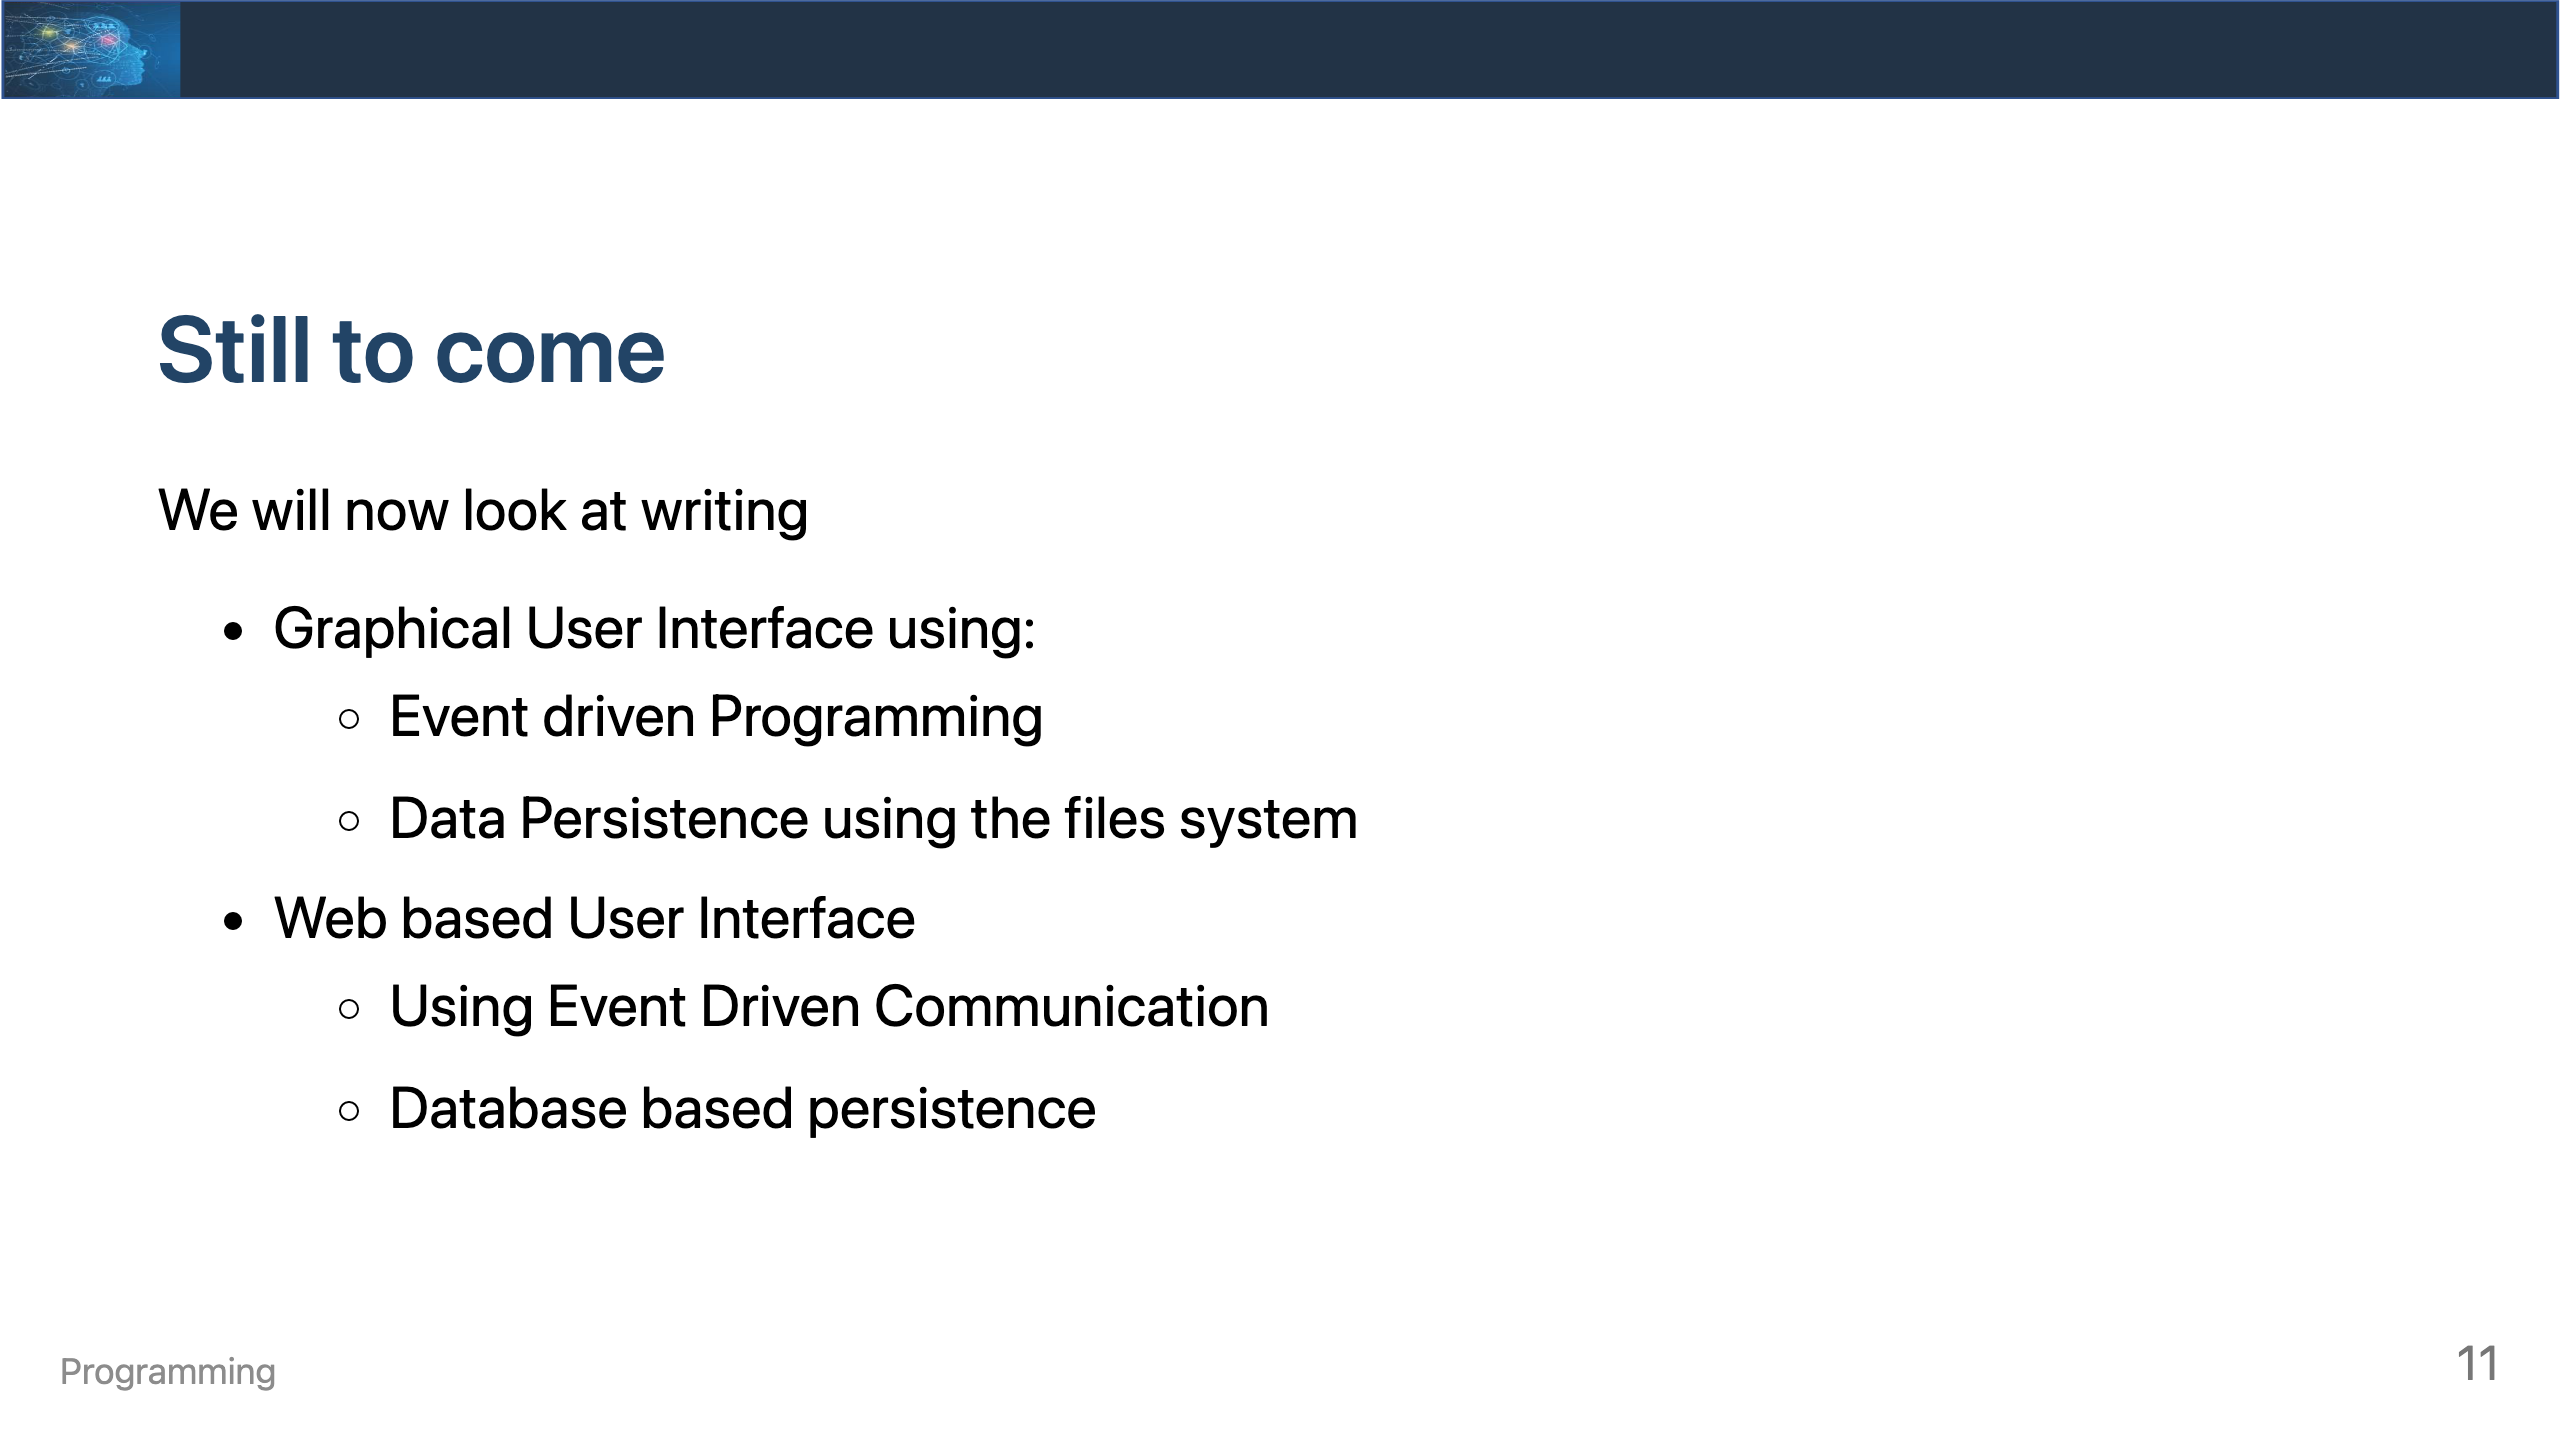 Still to come
We will now look at writing
• Graphical User Interface using:
○ Event driven Programming
○ Data Persistence using the files system
• Web based User Interface
○ Using Event Driven Communication
○ Database based persistence
Programming
11